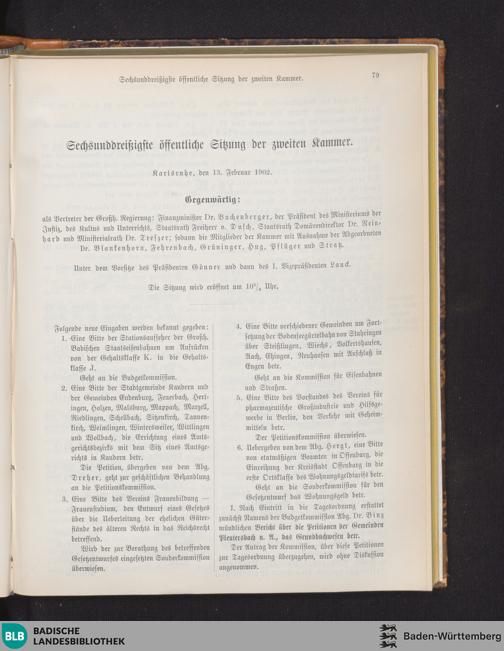 Sechsunddreißigste öffentliche Sitzung der zweiten Kammer. 79
Sechsunddreißigste öffentliche Sitzung der zweiten Kammer.
Karlsruhe, den 13. Februar 1902.
Gegenwärtig:
als Vertreter der Großh. Regierung: Finanzminister Dr. Buchenberger, der Präsident des Ministeriums der
Justiz, des Kultus und Unterrichts, Staatsrath Freiherr v. Dusch, Staatsrath Domänendirektor Dr. Rein-
hard und Ministerialrath Dr. Trefzer; sodann die Mitglieder der Kammer mit Ausnahme der Abgeordneten
Dr. Blankenhorn, Fehrenbach, Grüninger, Hug, Pflüger und Straß.
Unter dem Vorsitze des Präsidenten Gönner und dann des I. Vizepräsidenten Lauck.
Die Sitzung wird eröffnet um 10 Uhr.
Folgende neue Eingaben werden bekannt gegeben:
1. Eine Bitte der Stationsaufseher der Großh.
Badischen Staatseisenbahnen um Aufrücken
von der Gehaltsklasse K. in die Gehalts-
klasse J.
Geht an die Budgetkommission.
2. Eine Bitte der Stadtgemeinde Kandern und
der Gemeinden Endenburg, Feuerbach, Hert-
ingen, Holzen, Malsburg, Mappach, Marzell,
Riedlingen, Schallbach, Sitzenkirch, Tannen-
kirch, Welmlingen, Wintersweiler, Wittlingen
und Wollbach, die Errichtung eines Amts-
gerichtsbezirks mit dem Sitz eines Amtsge-
richts in Kandern betr.
Die Petition, übergeben von dem Abg.
Dreher, geht zur geschäftlichen Behandlung
an die Petitionskommission.
3. Eine Bitte des Vereins Frauenbildung —
Frauenstudium, den Entwurf eines Gesetzes
über die Ueberleitung der ehelichen Güter-
stände des älteren Rechts in das Reichsrecht
betreffend.
Wird der zur Berathung des betreffenden
Gesetzentwurfes eingesetzten Sonderkommission
überwiesen.
4. Eine Bitte verschiedener Gemeinden um Fort-
setzung der Bodenseegürtelbahn von Stahringen
über Steißlingen, Wiechs, Volkertshausen,
Aach, Ehingen, Neuhausen mit Anschluß in
Engen betr.
Geht an die Kommission für Eisenbahnen
und Straßen.
5. Eine Bitte des Vorstandes des Vereins für
pharmazeutische Großindustrie und Hilfsge-
werbe in Berlin, den Verkehr mit Geheim-
mitteln betr.
Der Petitionskommission überwiesen.
6. Uebergeben von dem Abg. Hergt, eine Bitte
von etatmäßigen Beamten in Offenburg, die
Einreihung der Kreisstadt Offenburg in die
erste Ortsklasse des Wohnungsgeldtarifs betr.
Geht an die Sonderkommission für den
Gesetzentwurf das Wohnungsgeld betr.
I. Nach Eintritt in die Tagesordnung erstattet
zunächst Namens der Budgetkommission Abg. Dr. Binz
mündlichen Bericht über die Petitionen der Gemeinden
Pleutersbach u. A., das Grundbuchwesen betr.
Der Antrag der Kommission, über diese Petitionen
zur Tagesordnung überzugehen, wird ohne Diskussion
angenommen.
BLB BADISCHE
LANDESBIBLIOTHEK
Baden-Württemberg